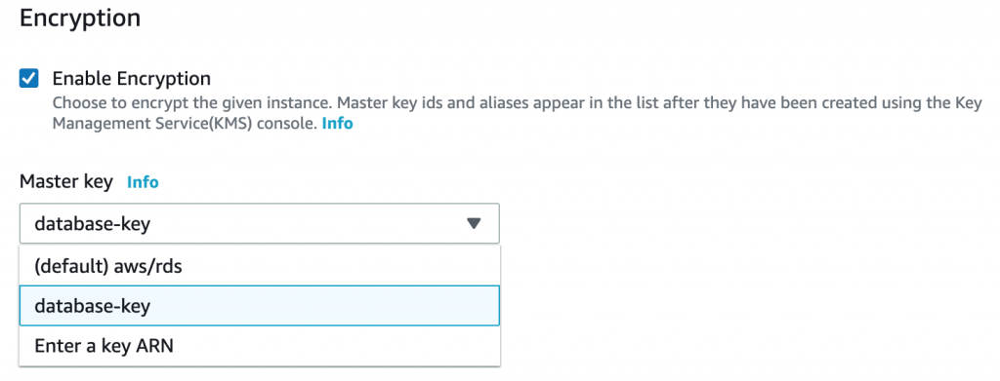 Encryption
Enable Encryption
Choose to encrypt the given instance. Master key ids and aliases appear in the list after they have been created using the Key
Management Service(KMS) console. Info
Master key Info
database-key
(default) aws/rds
database-key
Enter a key ARN